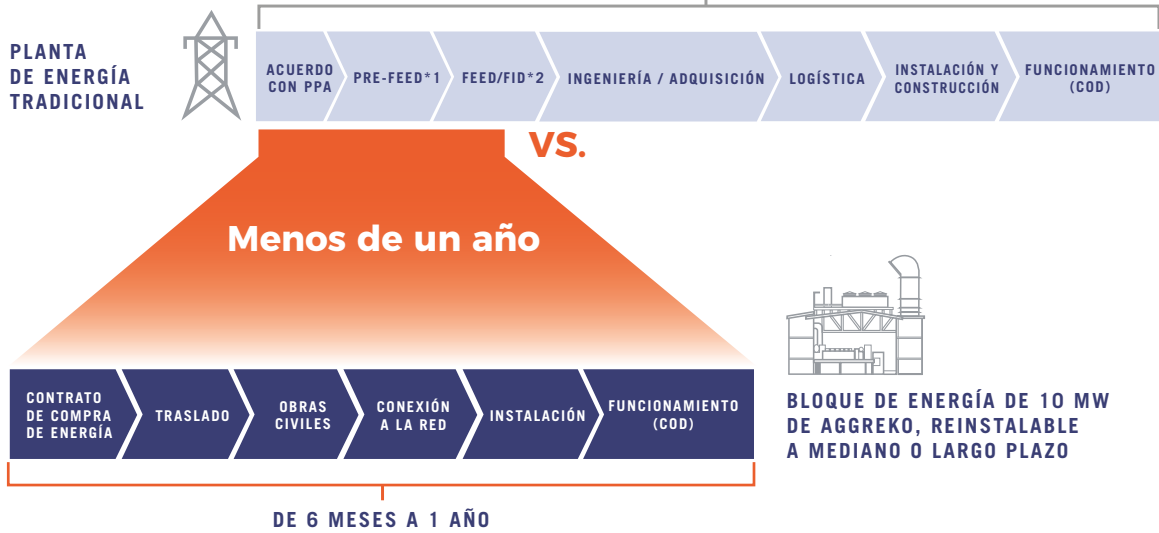 PLANTA
DE ENERGÍA
TRADICIONAL
ACUERDO
CON PPA
PRE-FEED*1
FEED/FID*2
INGENIERÍA / ADQUISICIÓN
LOGÍSTICA
INSTALACIÓN Y
CONSTRUCCIÓN
FUNCIONAMIENTO
(COD)
VS.
Menos de un año
CONTRATO
DE COMPRA
DE ENERGÍA
TRASLADO
OBRAS
CIVILES
CONEXIÓN
A LA RED
INSTALACIÓN
FUNCIONAMIENTO
(COD)
BLOQUE DE ENERGÍA DE 10 MW
DE AGGREKO, REINSTALABLE
A MEDIANO O LARGO PLAZO
DE 6 MESES A 1 AÑO